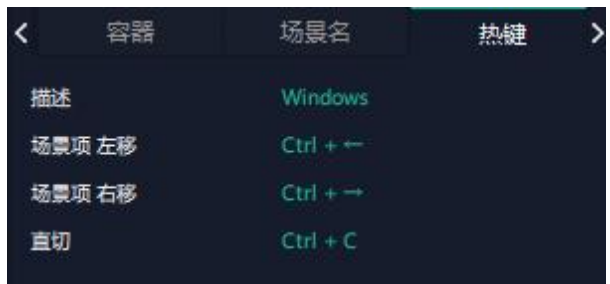 容器 场景名 热键
描述 Windows
场景项 左移 Ctrl + ←
场景项 右移 Ctrl + →
直切 Ctrl + C